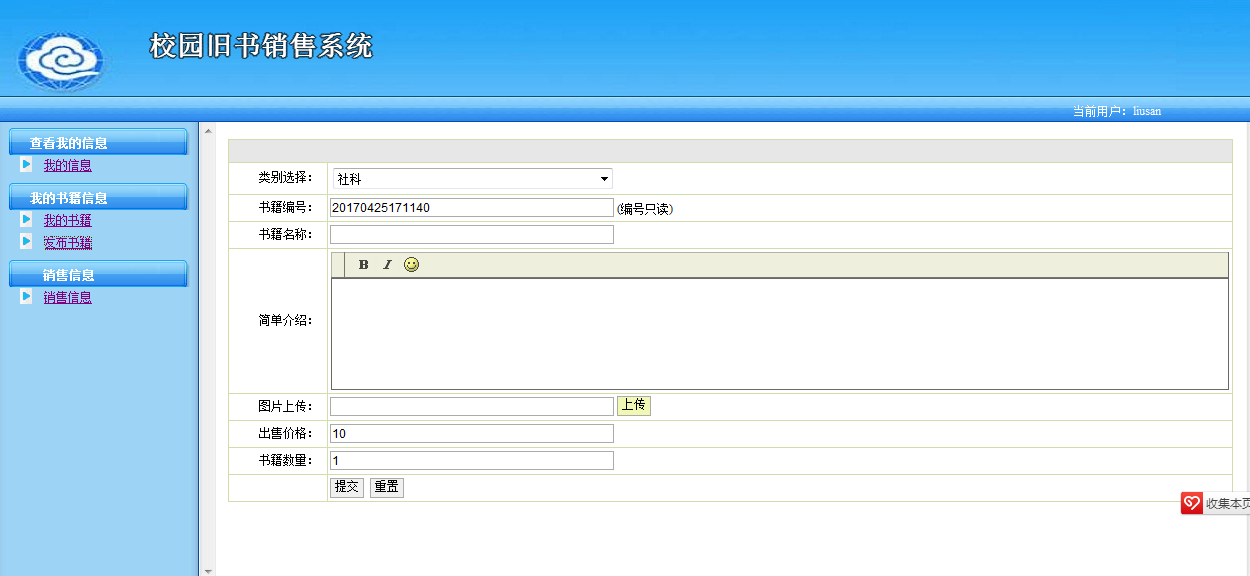 校园旧书销售系统
当前用户：liusan
查看我的信息
我的信息
我的书籍信息
我的书籍
发布书籍
销售信息
销售信息
类别选择： 社科
书籍编号： 20170425171140 (编号只读)
书籍名称：
B I
简单介绍：
图片上传： 上传
出售价格： 10
书籍数量： 1
提交 重置
收集本页